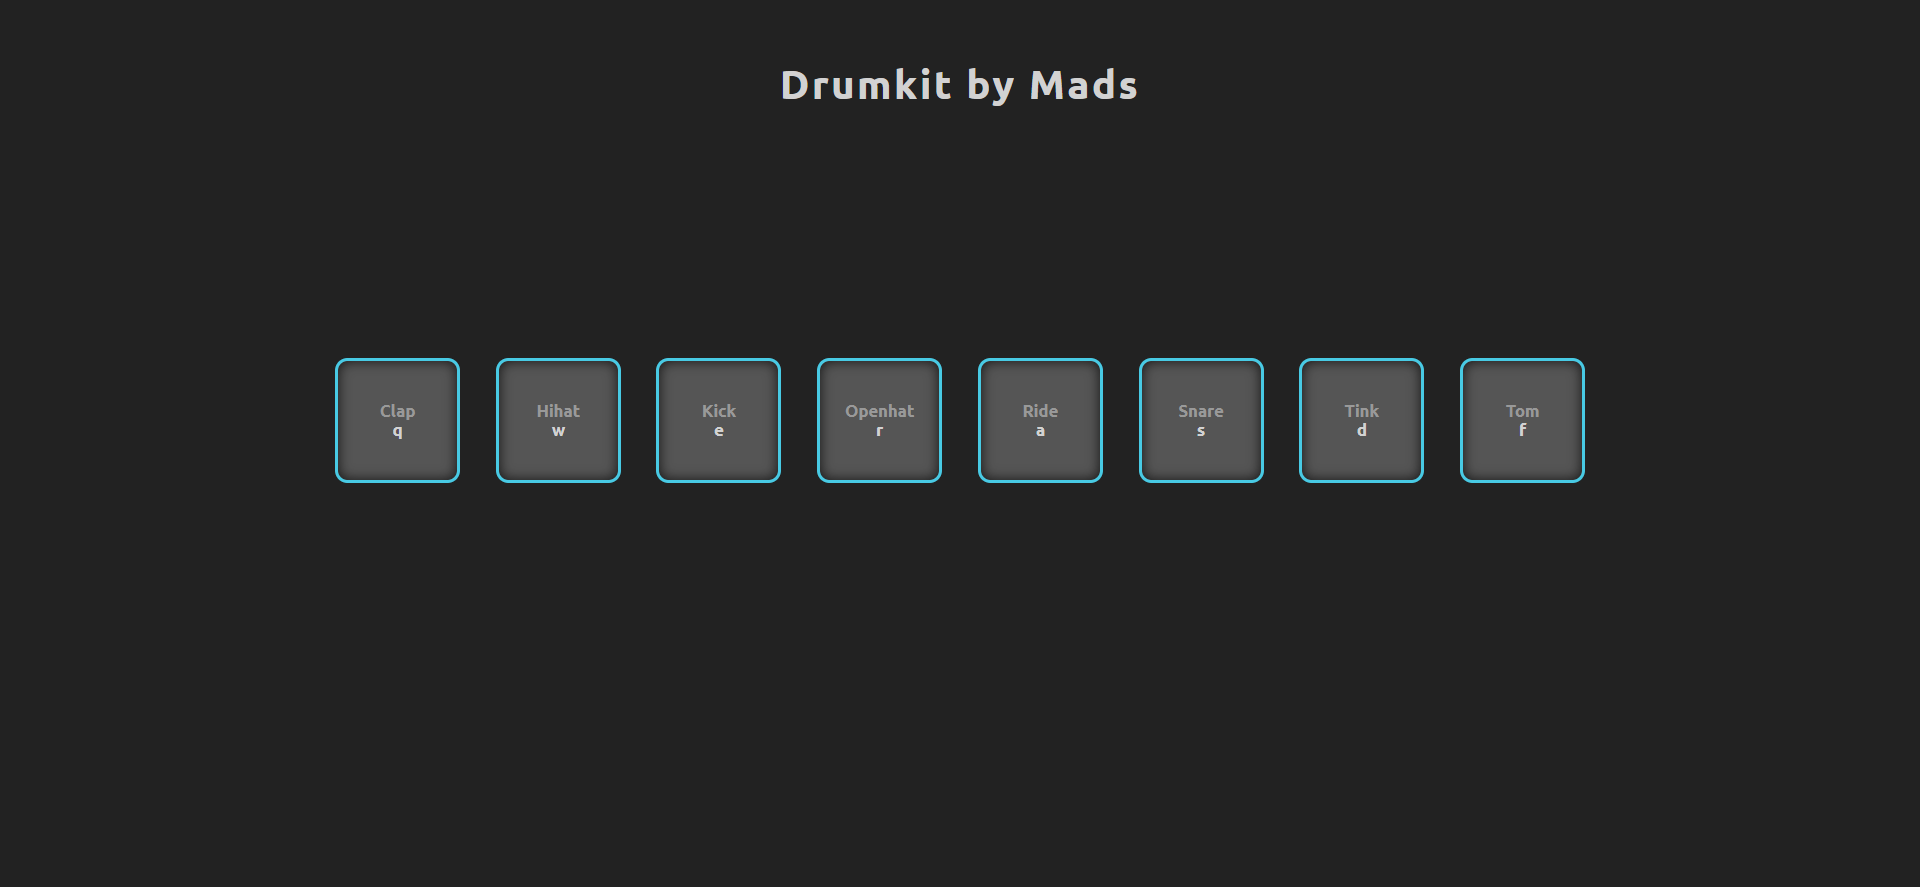 Drumkit by Mads
Clap
q
Hihat
w
Kick
e
Openhat
r
Ride
a
Snare
s
Tink
d
Tom
f